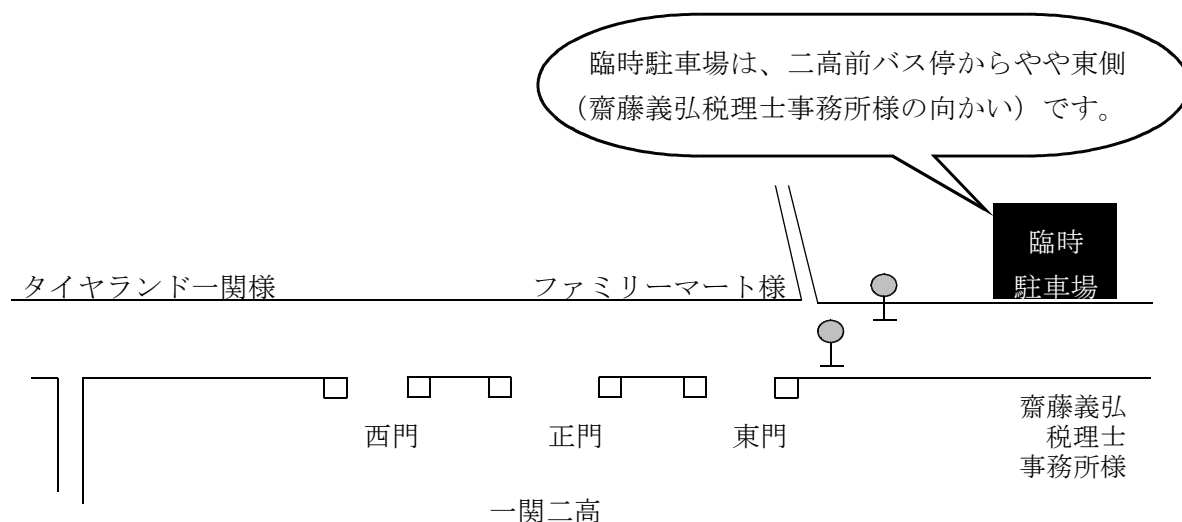 臨時駐車場は、二高前バス停からやや東側
(齋藤義弘税理士事務所様の向かい)です。
臨時
駐車場
タイヤランド一関様
ファミリーマート様
西門
正門
東門
齋藤義弘
税理士
事務所様
一関二高